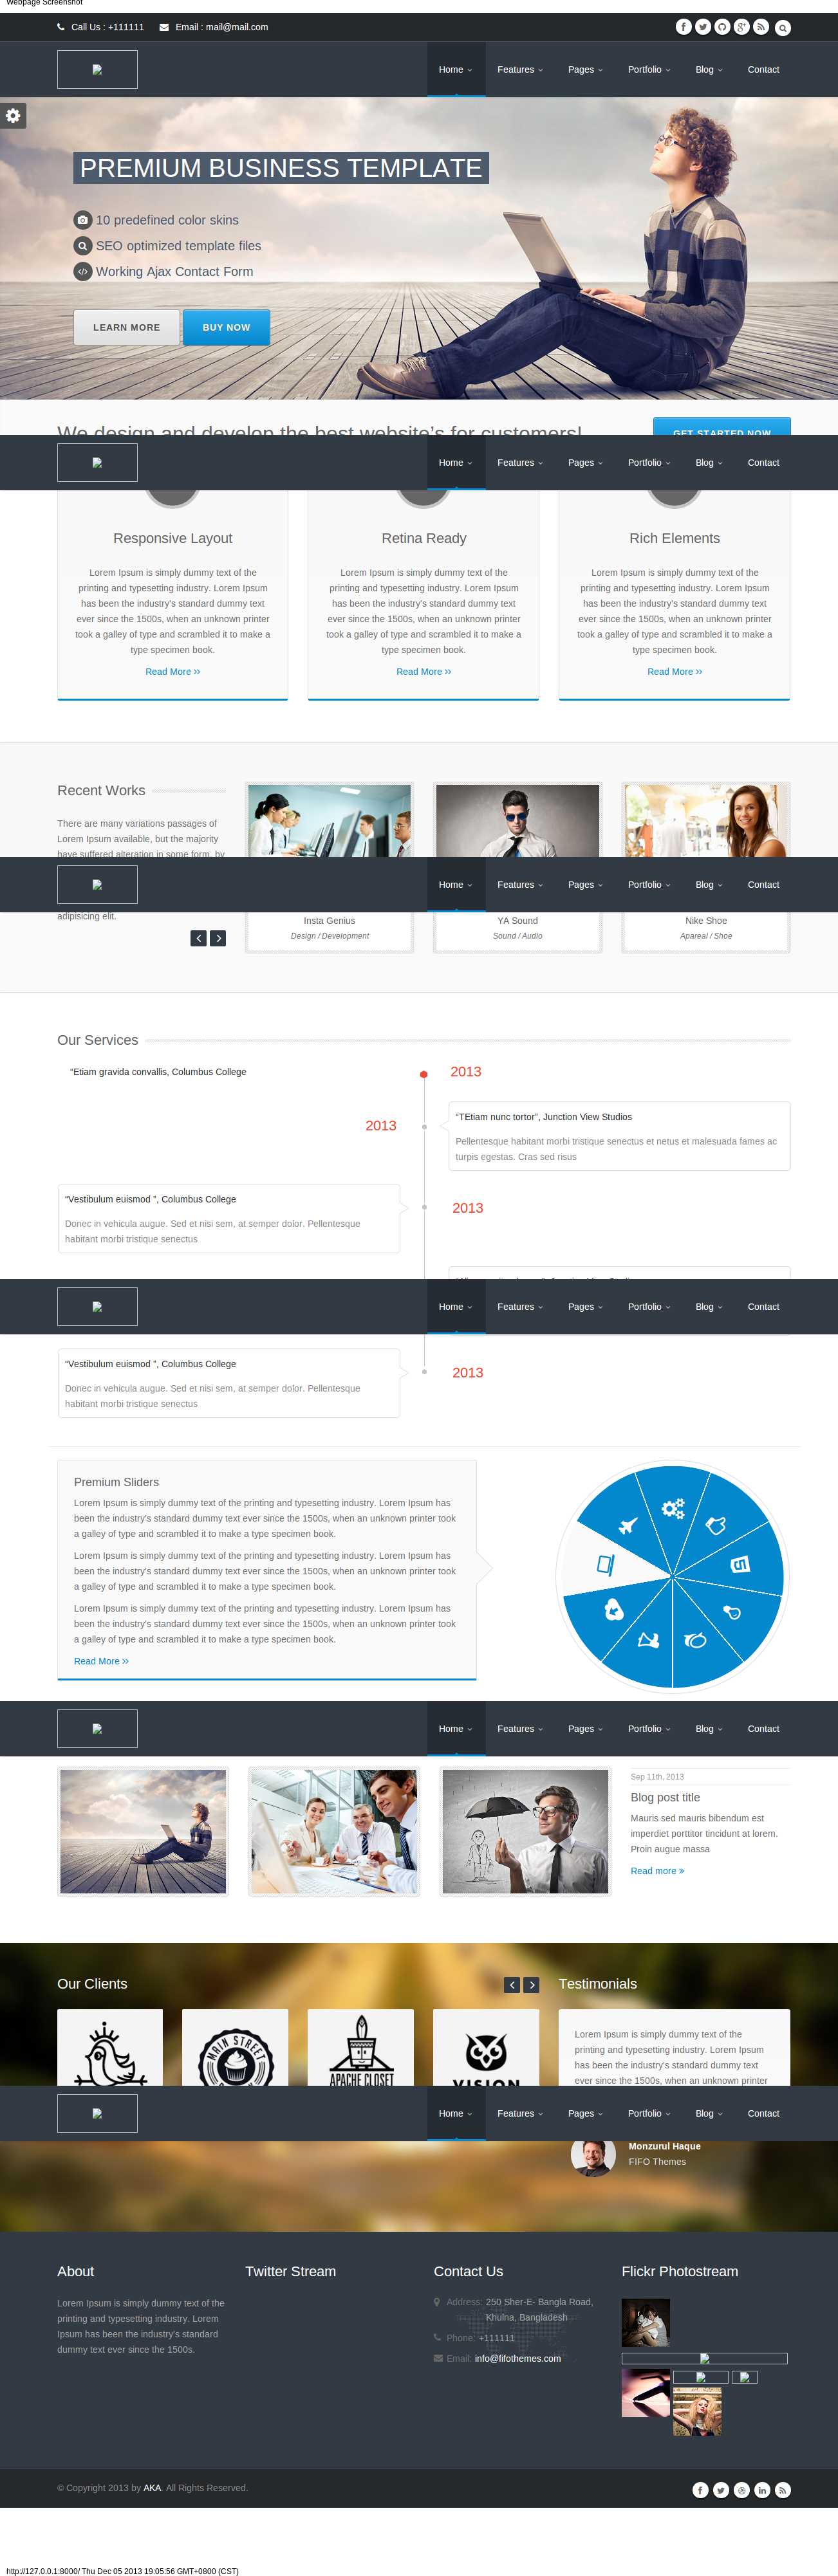 Webpage Screenshot
Call Us : +111111 Email : mail@mail.com
Home Features Pages Portfolio Blog Contact
PREMIUM BUSINESS TEMPLATE
10 predefined color skins
SEO optimized template files
Working Ajax Contact Form
LEARN MORE BUY NOW
We design and develop the best website's for customers!
GET STARTED NOW
Home Features Pages Portfolio Blog Contact
Responsive Layout
Lorem Ipsum is simply dummy text of the
printing and typesetting industry. Lorem Ipsum
has been the industry's standard dummy text
ever since the 1500s, when an unknown printer
took a galley of type and scrambled it to make a
type specimen book.
Read More
Retina Ready
Lorem Ipsum is simply dummy text of the
printing and typesetting industry. Lorem Ipsum
has been the industry's standard dummy text
ever since the 1500s, when an unknown printer
took a galley of type and scrambled it to make a
type specimen book.
Read More
Rich Elements
Lorem Ipsum is simply dummy text of the
printing and typesetting industry. Lorem Ipsum
has been the industry's standard dummy text
ever since the 1500s, when an unknown printer
took a galley of type and scrambled it to make a
type specimen book.
Read More
Recent Works
There are many variations passages of
Lorem Ipsum available, but the majority
have suffered alteration in some form, by
Home Features Pages Portfolio Blog Contact
adipisicing elit.
Insta Genius
Design / Development
YA Sound
Sound / Audio
Nike Shoe
Apareal / Shoe
Our Services
“Etiam gravida convallis, Columbus College
2013
2013
“TEtiam nunc tortor”, Junction View Studios
Pellentesque habitant morbi tristique senectus et netus et malesuada fames ac
turpis egestas. Cras sed risus
“Vestibulum euismod ”, Columbus College
Donec in vehicula augue. Sed et nisi sem, at semper dolor. Pellentesque
habitant morbi tristique senectus
2013
Home Features Pages Portfolio Blog Contact
“Vestibulum euismod ”, Columbus College
Donec in vehicula augue. Sed et nisi sem, at semper dolor. Pellentesque
habitant morbi tristique senectus
2013
Premium Sliders
Lorem Ipsum is simply dummy text of the printing and typesetting industry. Lorem Ipsum has
been the industry's standard dummy text ever since the 1500s, when an unknown printer took
a galley of type and scrambled it to make a type specimen book.
Lorem Ipsum is simply dummy text of the printing and typesetting industry. Lorem Ipsum has
been the industry's standard dummy text ever since the 1500s, when an unknown printer took
a galley of type and scrambled it to make a type specimen book.
Lorem Ipsum is simply dummy text of the printing and typesetting industry. Lorem Ipsum has
been the industry's standard dummy text ever since the 1500s, when an unknown printer took
a galley of type and scrambled it to make a type specimen book.
Read More
Home Features Pages Portfolio Blog Contact
Sep 11th, 2013
Blog post title
Mauris sed mauris bibendum est
imperdiet porttitor tincidunt at lorem.
Proin augue massa
Read more
Our Clients
MAIN STREET
APACHE CLOSET
VISION
Testimonials
Lorem Ipsum is simply dummy text of the
printing and typesetting industry. Lorem Ipsum
has been the industry's standard dummy text
ever since the 1500s, when an unknown printer
Home Features Pages Portfolio Blog Contact
Monzurul Haque
FIFO Themes
About
Lorem Ipsum is simply dummy text of the
printing and typesetting industry. Lorem
Ipsum has been the industry's standard
dummy text ever since the 1500s.
Twitter Stream
Contact Us
Address: 250 Sher-E- Bangla Road,
Khulna, Bangladesh
Phone: +111111
Email: info@fifothemes.com
Flickr Photostream
© Copyright 2013 by AKA. All Rights Reserved.
http://127.0.0.1:8000/ Thu Dec 05 2013 19:05:56 GMT+0800 (CST)